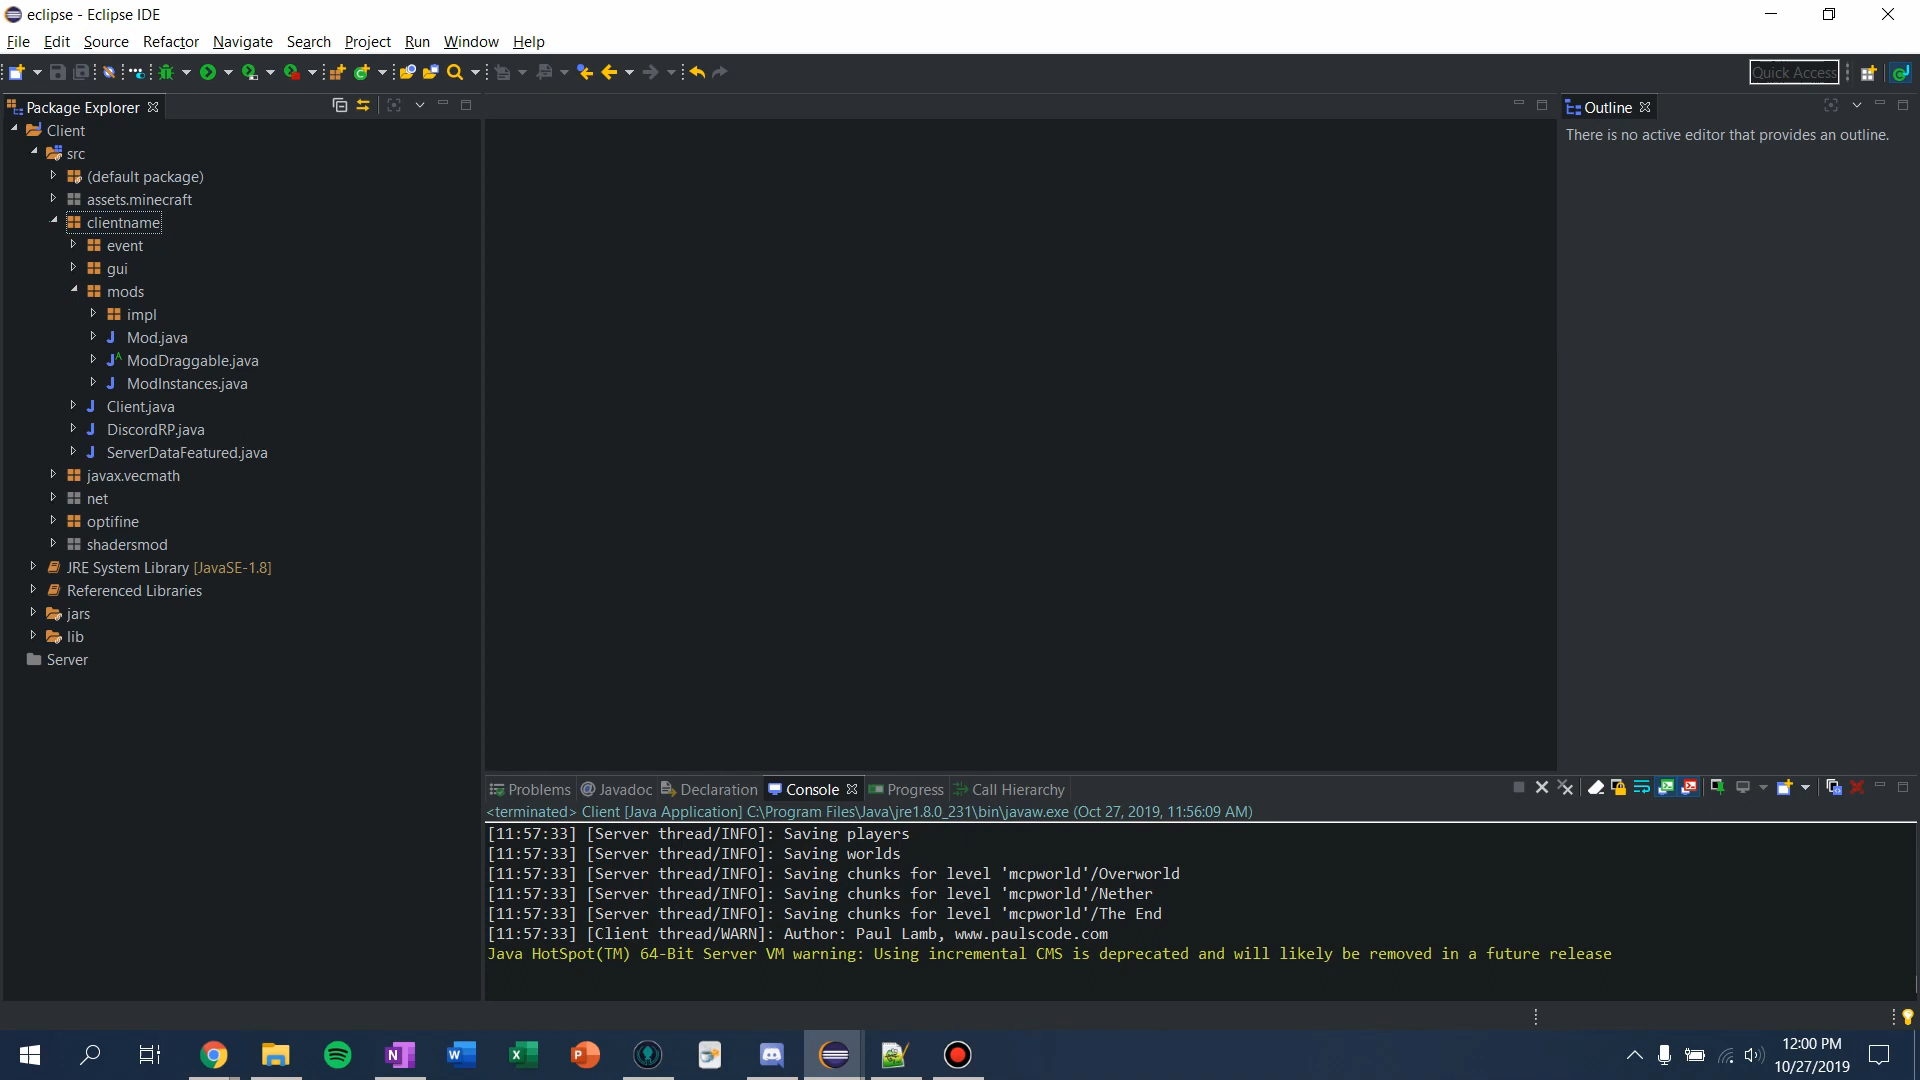 eclipse - Eclipse IDE
File Edit Source Refactor Navigate Search Project Run Window Help
Quick Access
Package Explorer
Client
src
(default package)
assets.minecraft
clientname
event
gui
mods
impl
Mod.java
ModDraggable.java
ModInstances.java
Client.java
DiscordRP.java
ServerDataFeatured.java
javax.vecmath
net
optifine
shadersmod
JRE System Library [JavaSE-1.8]
Referenced Libraries
jars
lib
Server
Outline
There is no active editor that provides an outline.
Problems @ Javadoc Declaration Console Progress Call Hierarchy
<terminated> Client [Java Application] C:\Program Files\Java\jre1.8.0_231\bin\javaw.exe (Oct 27, 2019, 11:56:09 AM)
[11:57:33] [Server thread/INFO]: Saving players
[11:57:33] [Server thread/INFO]: Saving worlds
[11:57:33] [Server thread/INFO]: Saving chunks for level 'mcpworld'/Overworld
[11:57:33] [Server thread/INFO]: Saving chunks for level 'mcpworld'/Nether
[11:57:33] [Server thread/INFO]: Saving chunks for level 'mcpworld'/The End
[11:57:33] [Client thread/WARN]: Author: Paul Lamb, www.paulscode.com
Java HotSpot(TM) 64-Bit Server VM warning: Using incremental CMS is deprecated and will likely be removed in a future release
12:00 PM
10/27/2019